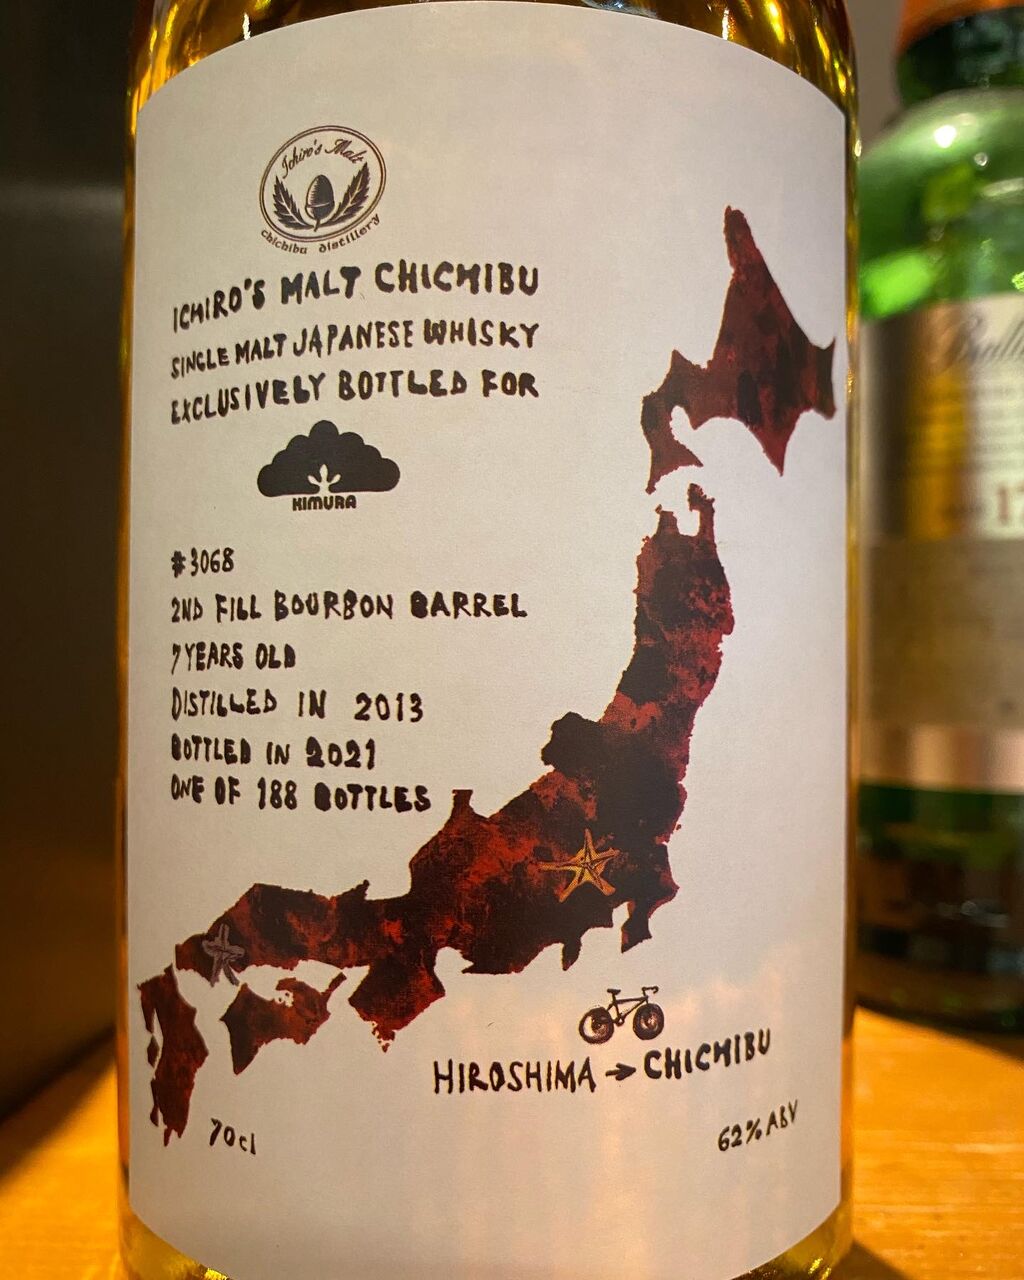 Ichiro's Malt
chichibu distillery
ICHIRO'S MALT CHICHIBU
SINGLE MALT JAPANESE WHISKY
EXCLUSIVELY BOTTLED FOR
KIMURA
#3068
2ND FILL BOURBON BARREL
7 YEARS OLD
DISTILLED IN 2013
BOTTLED IN 2021
ONE OF 188 BOTTLES
HIROSHIMA → CHICHIBU
70cl
62% ABV
17